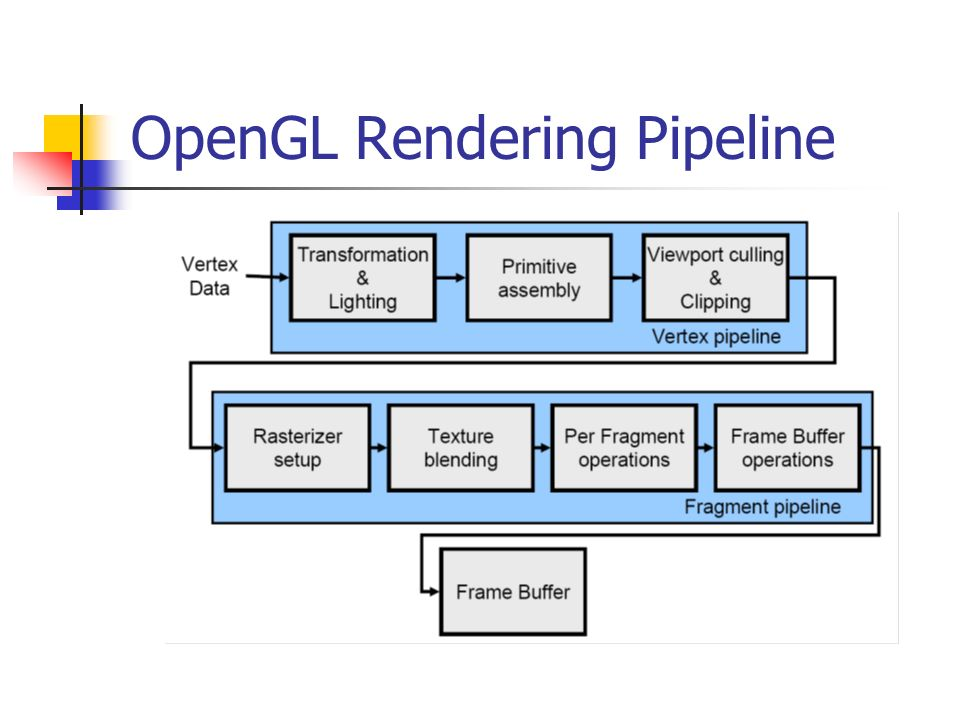 OpenGL Rendering Pipeline
Vertex
Data
Transformation
&
Lighting
Primitive
assembly
Viewport culling
&
Clipping
Vertex pipeline
Rasterizer
setup
Texture
blending
Per Fragment
operations
Frame Buffer
operations
Fragment pipeline
Frame Buffer